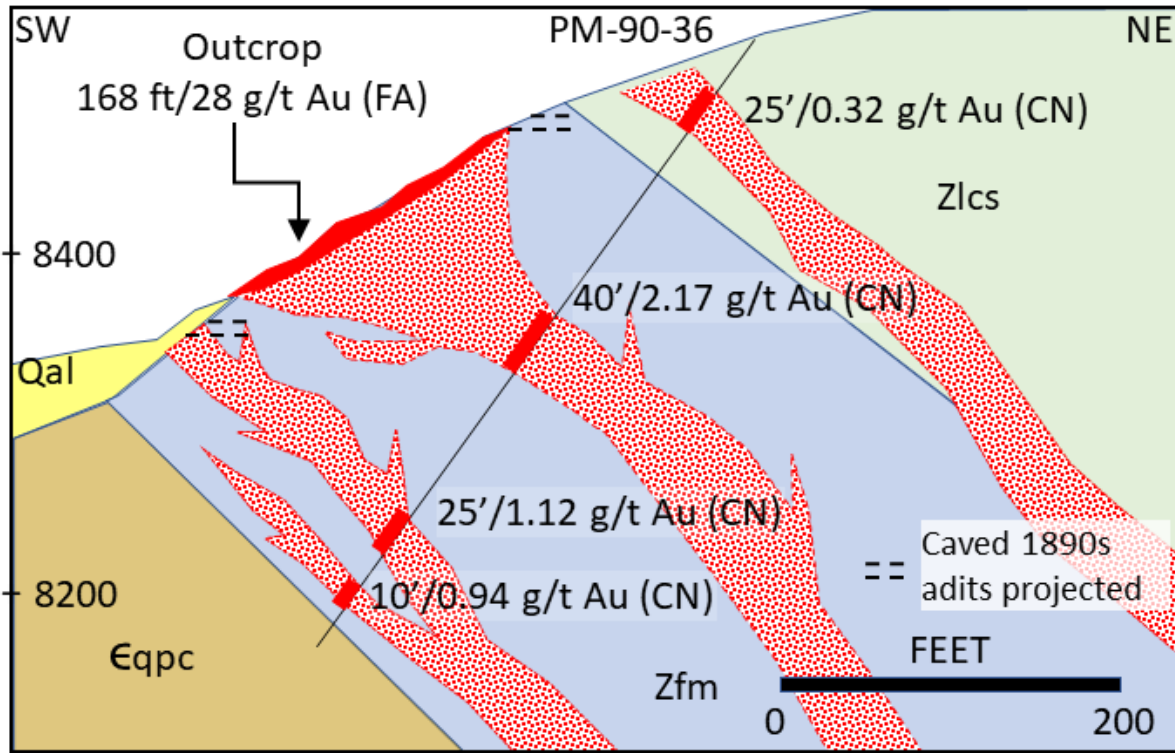 SW
PM-90-36
NE
Outcrop
168 ft/28 g/t Au (FA)
25’/0.32 g/t Au (CN)
Zlcs
8400
40’/2.17 g/t Au (CN)
Qal
25’/1.12 g/t Au (CN)
Caved 1890s
adits projected
8200
10’/0.94 g/t Au (CN)
Ꞓqpc
Zfm
FEET
0
200